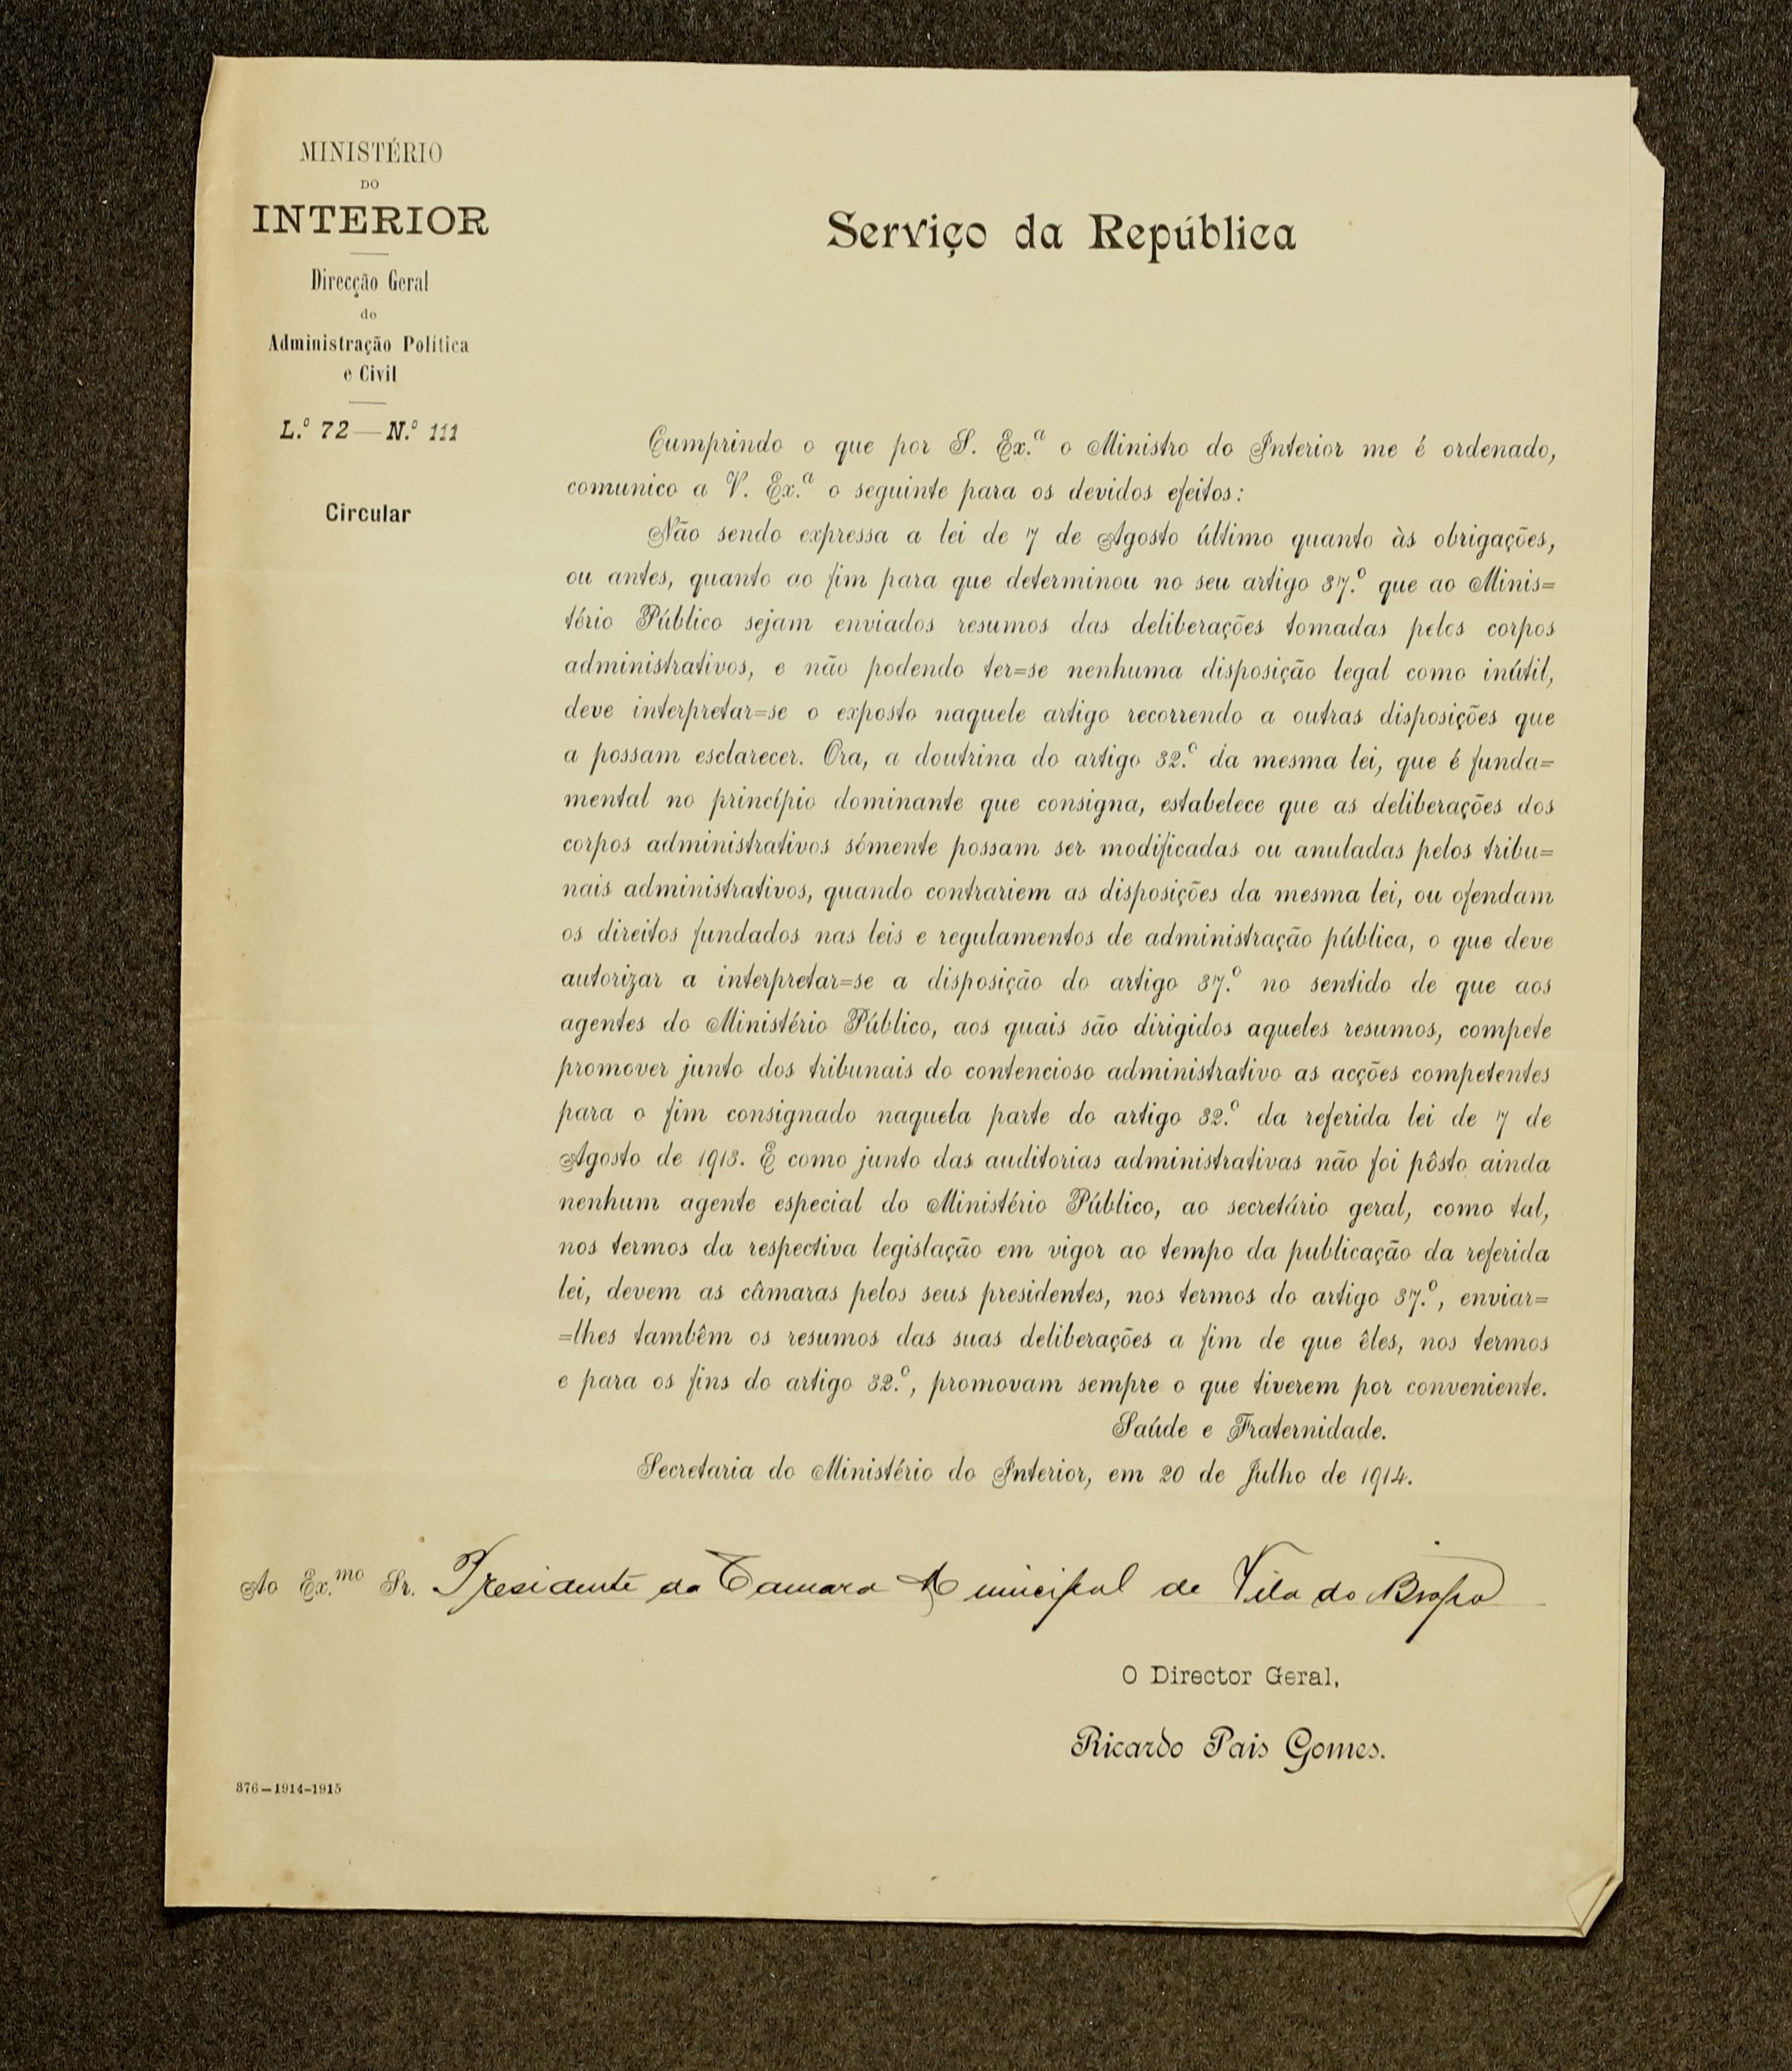 MINISTÉRIO
DO
INTERIOR
Direcção Geral
de
Administração Política
e Civil
L.º 72—N.º 111
Circular
Serviço da República
Cumprindo o que por S. Ex.ª o Ministro do Interior me é ordenado,
comunico a V. Ex.ª o seguinte para os devidos efeitos:
Não sendo expressa a lei de 7 de Agosto último quanto às obrigações,
ou antes, quanto ao fim para que determinou no seu artigo 37.º que ao Minis=
tério Público sejam enviados resumos das deliberações tomadas pelos corpos
administrativos, e não podendo ter=se nenhuma disposição legal como inútil,
deve interpretar=se o exposto naquele artigo recorrendo a outras disposições que
a possam esclarecer. Ora, a doutrina do artigo 32.º da mesma lei, que é funda=
mental no princípio dominante que consigna, estabelece que as deliberações dos
corpos administrativos sómente possam ser modificadas ou anuladas pelos tribu=
nais administrativos, quando contrariem as disposições da mesma lei, ou ofendam
os direitos fundados nas leis e regulamentos de administração pública, o que deve
autorizar a interpretar=se a disposição do artigo 37.º no sentido de que aos
agentes do Ministério Público, aos quais são dirigidos aqueles resumos, compete
promover junto dos tribunais do contencioso administrativo as acções competentes
para o fim consignado naquela parte do artigo 32.º da referida lei de 7 de
Agosto de 1913. E como junto das auditorias administrativas não foi pôsto ainda
nenhum agente especial do Ministério Público, ao secretário geral, como tal,
nos termos da respectiva legislação em vigor ao tempo da publicação da referida
lei, devem as câmaras pelos seus presidentes, nos termos do artigo 37.º, enviar=
=lhes também os resumos das suas deliberações a fim de que êles, nos termos
e para os fins do artigo 32.º, promovam sempre o que tiverem por conveniente.
Saúde e Fraternidade.
Secretaria do Ministério do Interior, em 20 de Julho de 1914.
Ao Ex.mo Sr. Presidente da Camara Municipal de Vila do Bispo
O Director Geral,
Ricardo Pais Gomes.
376—1914-1915